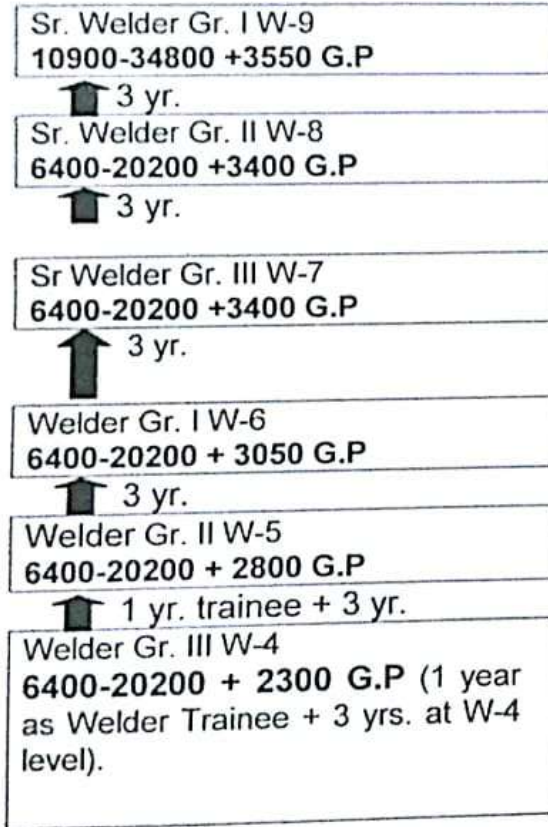 Sr. Welder Gr. I W-9
10900-34800 +3550 G.P
3 yr.
Sr. Welder Gr. II W-8
6400-20200 +3400 G.P
3 yr.
Sr Welder Gr. III W-7
6400-20200 +3400 G.P
3 yr.
Welder Gr. I W-6
6400-20200 + 3050 G.P
3 yr.
Welder Gr. II W-5
6400-20200 + 2800 G.P
1 yr. trainee + 3 yr.
Welder Gr. III W-4
6400-20200 + 2300 G.P (1 year
as Welder Trainee + 3 yrs. at W-4
level).